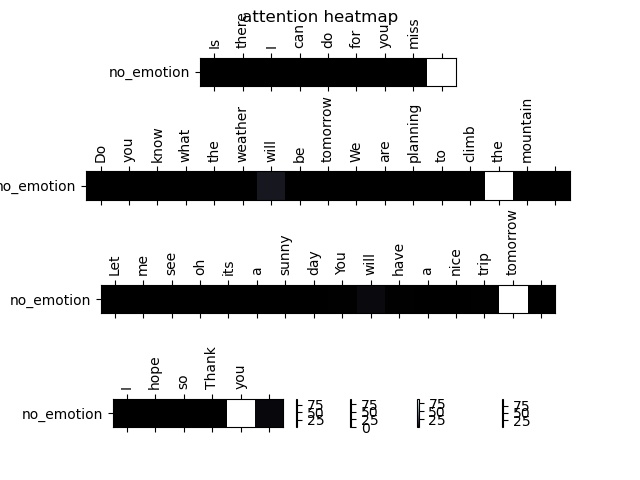 attention heatmap
Is there I can do for you miss
no_emotion
Do you know what the weather will be tomorrow We are planning to climb the mountain
no_emotion
Let me see oh its a sunny day You will have a nice trip tomorrow
no_emotion
I hope so Thank you
no_emotion
75 75 75 75
50 50 50 50
25 25 25 25
0